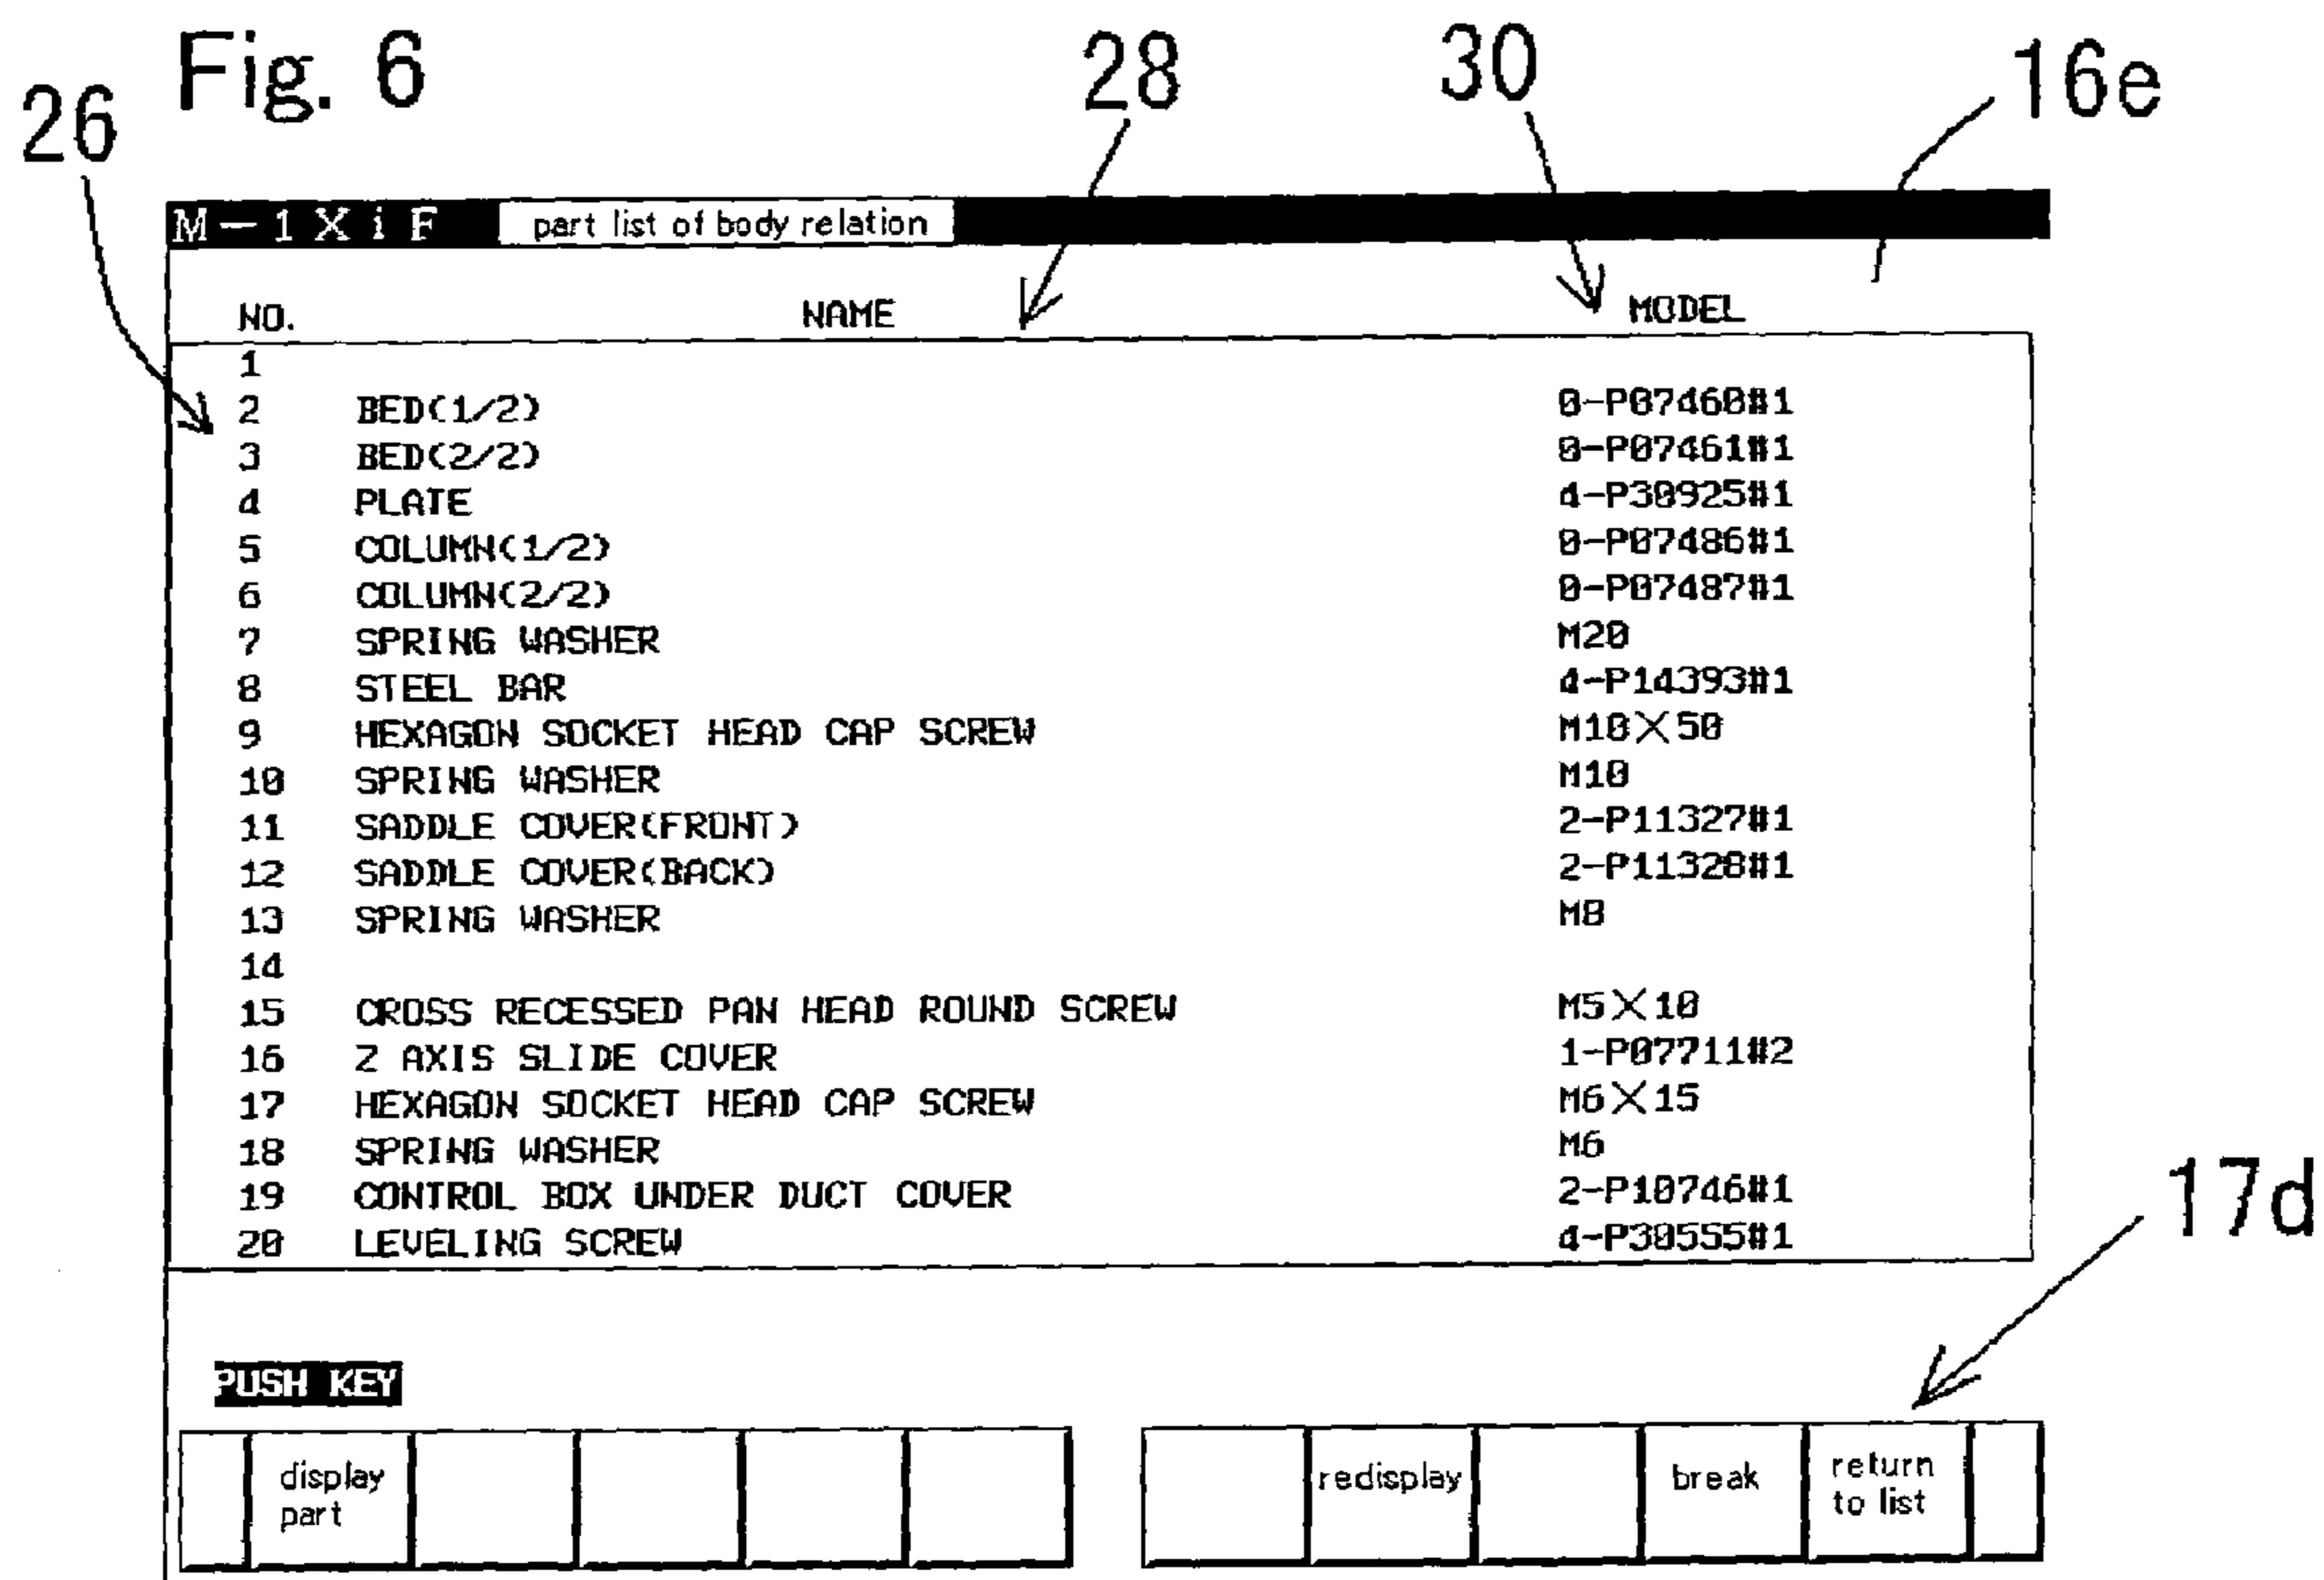 Fig. 6
26
28
30
16e
M-1XiF part list of body relation
NO. NAME MODEL
1
2 BED(1/2) 0-P07460#1
3 BED(2/2) 0-P07461#1
4 PLATE 4-P30925#1
5 COLUMN(1/2) 0-P07486#1
6 COLUMN(2/2) 0-P07487#1
7 SPRING WASHER M20
8 STEEL BAR 4-P14393#1
9 HEXAGON SOCKET HEAD CAP SCREW M10×50
10 SPRING WASHER M10
11 SADDLE COVER(FRONT) 2-P11327#1
12 SADDLE COVER(BACK) 2-P11328#1
13 SPRING WASHER M8
14
15 CROSS RECESSED PAN HEAD ROUND SCREW M5×10
16 Z AXIS SLIDE COVER 1-P07711#2
17 HEXAGON SOCKET HEAD CAP SCREW M6×15
18 SPRING WASHER M6
19 CONTROL BOX UNDER DUCT COVER 2-P10746#1
20 LEVELING SCREW 4-P30555#1
17d
PUSH KEY
display part
redisplay
break
return to list